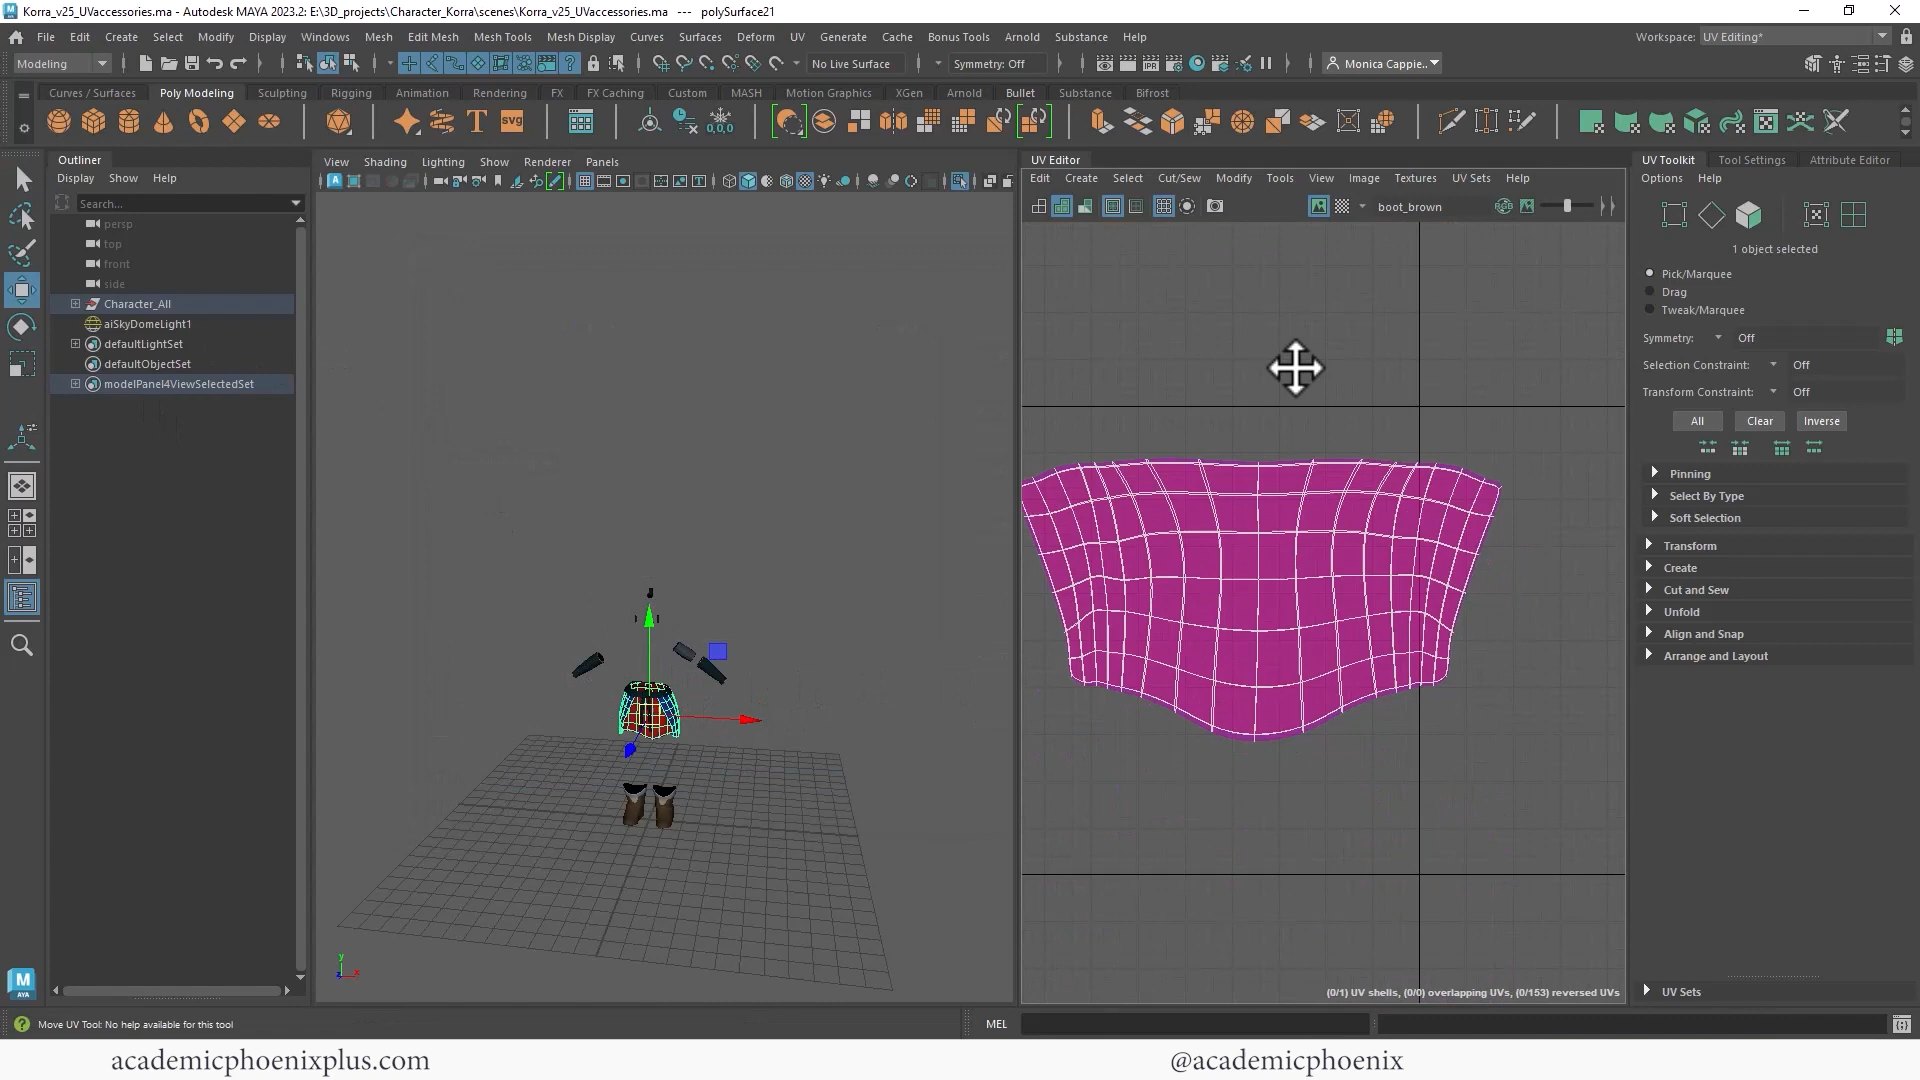 Korra_v25_UVaccessories.ma - Autodesk MAYA 2023.2: E:\3D_projects\Character_Korra\scenes\Korra_v25_UVaccessories.ma --- polySurface21
File Edit Create Select Modify Display Windows Mesh Edit Mesh Mesh Tools Mesh Display Curves Surfaces Deform UV Generate Cache Bonus Tools Arnold Substance Help
Workspace: UV Editing*
Modeling No Live Surface Symmetry: Off IPR Monica Cappie...
Curves / Surfaces Poly Modeling Sculpting Rigging Animation Rendering FX FX Caching Custom MASH Motion Graphics XGen Arnold Bullet Substance Bifrost
T svg 0,0,0
Outliner
Display Show Help
Search...
persp
top
front
side
Character_All
aiSkyDomeLight1
defaultLightSet
defaultObjectSet
modelPanel4ViewSelectedSet
View Shading Lighting Show Renderer Panels
y
x
z
UV Editor
Edit Create Select Cut/Sew Modify Tools View Image Textures UV Sets Help
boot_brown
RGB
(0/1) UV shells, (0/0) overlapping UVs, (0/153) reversed UVs
UV Toolkit Tool Settings Attribute Editor
Options Help
1 object selected
Pick/Marquee
Drag
Tweak/Marquee
Symmetry: Off
Selection Constraint: Off
Transform Constraint: Off
All Clear Inverse
Pinning
Select By Type
Soft Selection
Transform
Create
Cut and Sew
Unfold
Align and Snap
Arrange and Layout
UV Sets
M
AYA
Move UV Tool: No help available for this tool
MEL
academicphoenixplus.com
@academicphoenix